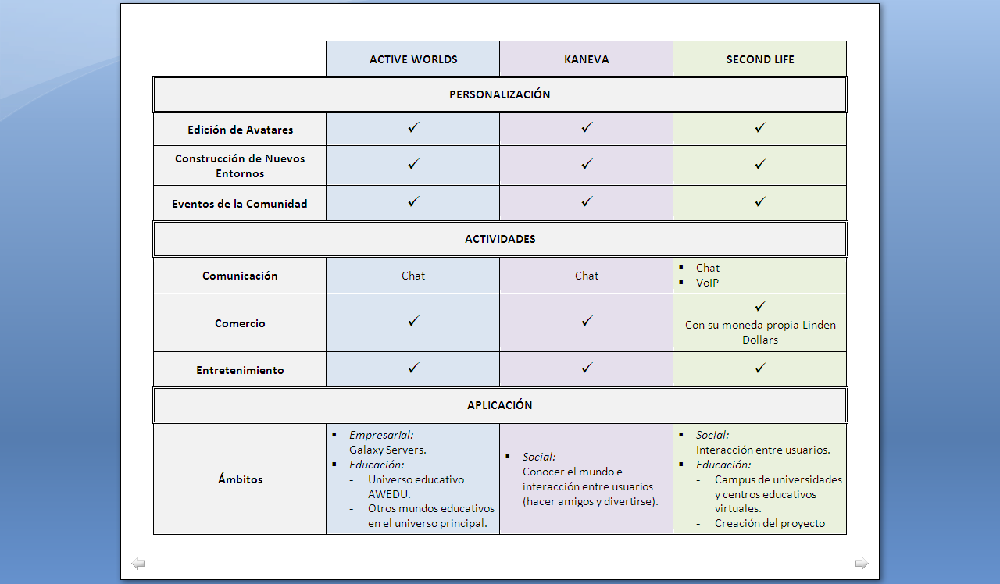 ACTIVE WORLDS KANEVA SECOND LIFE
PERSONALIZACIÓN
Edición de Avatares ✓ ✓ ✓
Construcción de Nuevos
Entornos ✓ ✓ ✓
Eventos de la Comunidad ✓ ✓ ✓
ACTIVIDADES
Comunicación
Chat
Chat
▪ Chat
▪ VoIP
Comercio
✓
✓
✓
Con su moneda propia Linden
Dollars
Entretenimiento ✓ ✓ ✓
APLICACIÓN
Ámbitos
▪ Empresarial:
Galaxy Servers.
▪ Educación:
- Universo educativo
AWEDU.
- Otros mundos educativos
en el universo principal.
▪ Social:
Conocer el mundo e
interacción entre usuarios
(hacer amigos y divertirse).
▪ Social:
Interacción entre usuarios.
▪ Educación:
- Campus de universidades
y centros educativos
virtuales.
- Creación del proyecto